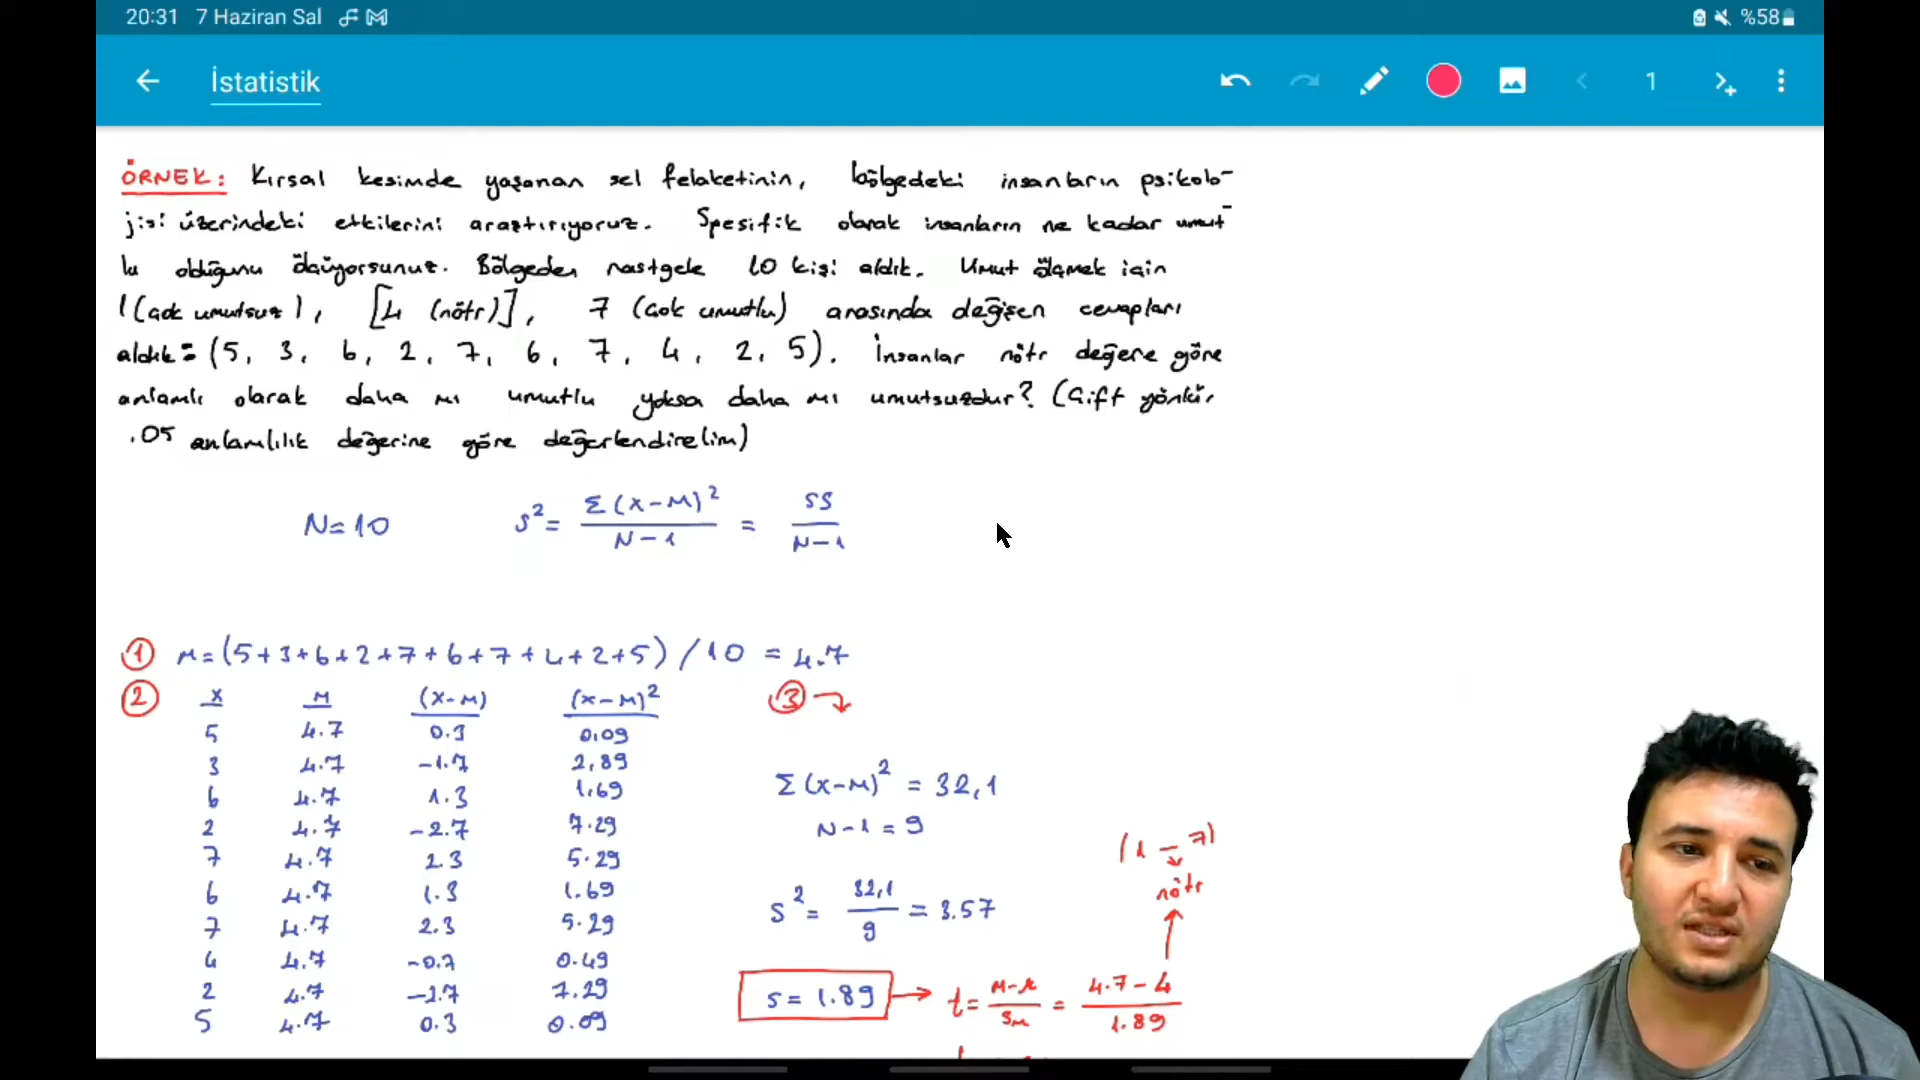 20:31 7 Haziran Sal %58
İstatistik 1
ÖRNEK: Kırsal kesimde yaşanan sel felaketinin, bölgedeki insanların psikolo-
jisi üzerindeki etkilerini araştırıyoruz. Spesifik olarak insanların ne kadar umut-
lu olduğunu ölçüyorsunuz. Bölgeden rastgele 10 kişi aldık. Umut ölçmek için
1 (çok umutsuz), [4 (nötr)], 7 (çok umutlu) arasında değişen cevapları
aldık: (5, 3, 6, 2, 7, 6, 7, 4, 2, 5). İnsanlar nötr değere göre
anlamlı olarak daha mı umutlu yoksa daha mı umutsuzdur? (Çift yönlü,
.05 anlamlılık değerine göre değerlendirelim)
N=10 s² = Σ(x-M)² / N-1 = SS / N-1
1 M=(5+3+6+2+7+6+7+4+2+5)/10 = 4.7
2 X M (X-M) (x-M)² 3
5 4.7 0.3 0.09
3 4.7 -1.7 2,89
6 4.7 1.3 1,69
2 4.7 -2.7 7.29
7 4.7 2.3 5.29
6 4.7 1.3 1.69
7 4.7 2.3 5.29
4 4.7 -0.7 0.49
2 4.7 -2.7 7.29
5 4.7 0.3 0.09
Σ(x-M)² = 32,1
N-1 = 9
S² = 32,1 / 9 = 3.57
(1 — 7)
nötr
s = 1.89 → t = M-μ / SM = 4.7-4 / 1.89